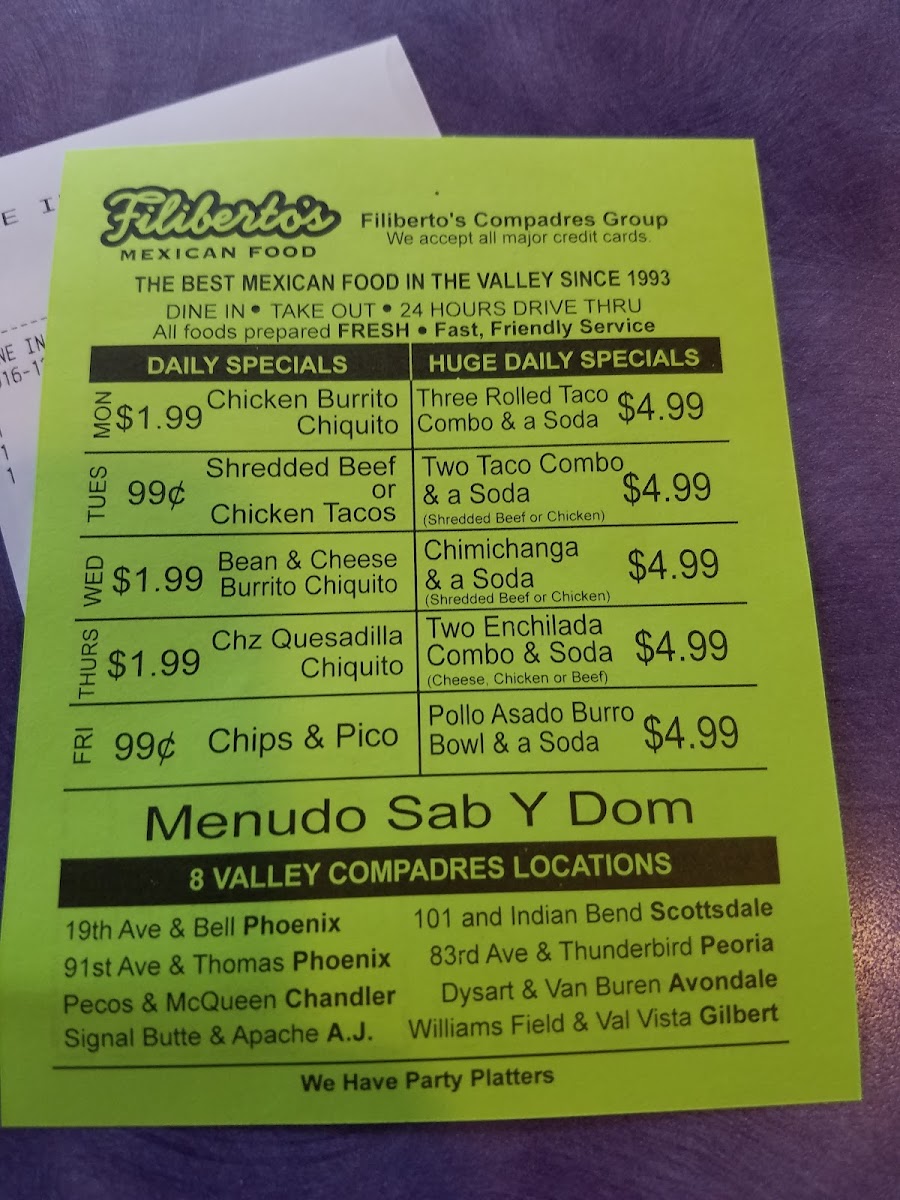 Filiberto's
MEXICAN FOOD
Filiberto's Compadres Group
We accept all major credit cards.
THE BEST MEXICAN FOOD IN THE VALLEY SINCE 1993
DINE IN • TAKE OUT • 24 HOURS DRIVE THRU
All foods prepared FRESH • Fast, Friendly Service
DAILY SPECIALS
HUGE DAILY SPECIALS
MON
$1.99
Chicken Burrito
Chiquito
Three Rolled Taco
Combo & a Soda
$4.99
TUES
99¢
Shredded Beef
or
Chicken Tacos
Two Taco Combo
& a Soda
(Shredded Beef or Chicken)
$4.99
WED
$1.99
Bean & Cheese
Burrito Chiquito
Chimichanga
& a Soda
(Shredded Beef or Chicken)
$4.99
THURS
$1.99
Chz Quesadilla
Chiquito
Two Enchilada
Combo & Soda
(Cheese, Chicken or Beef)
$4.99
FRI
99¢
Chips & Pico
Pollo Asado Burro
Bowl & a Soda
$4.99
Menudo Sab Y Dom
8 VALLEY COMPADRES LOCATIONS
19th Ave & Bell Phoenix
91st Ave & Thomas Phoenix
Pecos & McQueen Chandler
Signal Butte & Apache A.J.
101 and Indian Bend Scottsdale
83rd Ave & Thunderbird Peoria
Dysart & Van Buren Avondale
Williams Field & Val Vista Gilbert
We Have Party Platters